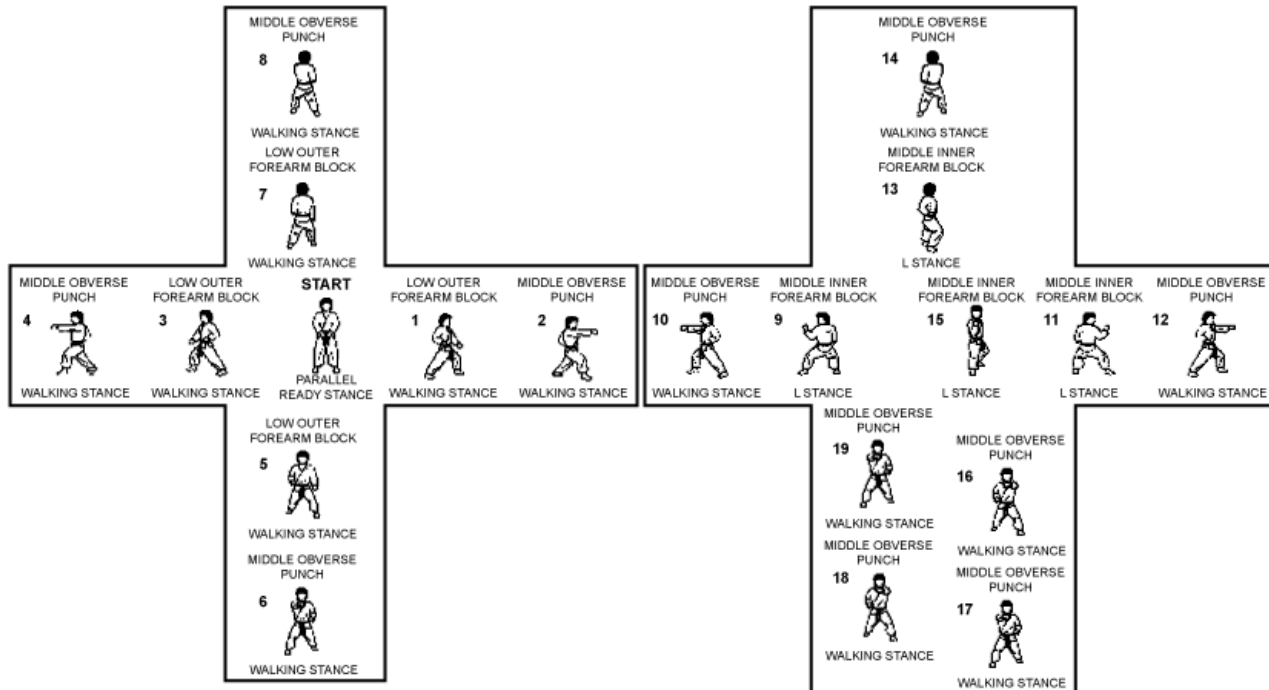 MIDDLE OBVERSE
PUNCH
8
WALKING STANCE
LOW OUTER
FOREARM BLOCK
7
WALKING STANCE
MIDDLE OBVERSE
PUNCH
4
WALKING STANCE
LOW OUTER
FOREARM BLOCK
3
WALKING STANCE
START
PARALLEL
READY STANCE
LOW OUTER
FOREARM BLOCK
1
WALKING STANCE
MIDDLE OBVERSE
PUNCH
2
WALKING STANCE
LOW OUTER
FOREARM BLOCK
5
WALKING STANCE
MIDDLE OBVERSE
PUNCH
6
WALKING STANCE
MIDDLE OBVERSE
PUNCH
14
WALKING STANCE
MIDDLE INNER
FOREARM BLOCK
13
L STANCE
MIDDLE OBVERSE
PUNCH
10
WALKING STANCE
MIDDLE INNER
FOREARM BLOCK
9
L STANCE
MIDDLE INNER
FOREARM BLOCK
15
L STANCE
MIDDLE INNER
FOREARM BLOCK
11
L STANCE
MIDDLE OBVERSE
PUNCH
12
WALKING STANCE
MIDDLE OBVERSE
PUNCH
19
WALKING STANCE
MIDDLE OBVERSE
PUNCH
16
WALKING STANCE
MIDDLE OBVERSE
PUNCH
18
WALKING STANCE
MIDDLE OBVERSE
PUNCH
17
WALKING STANCE